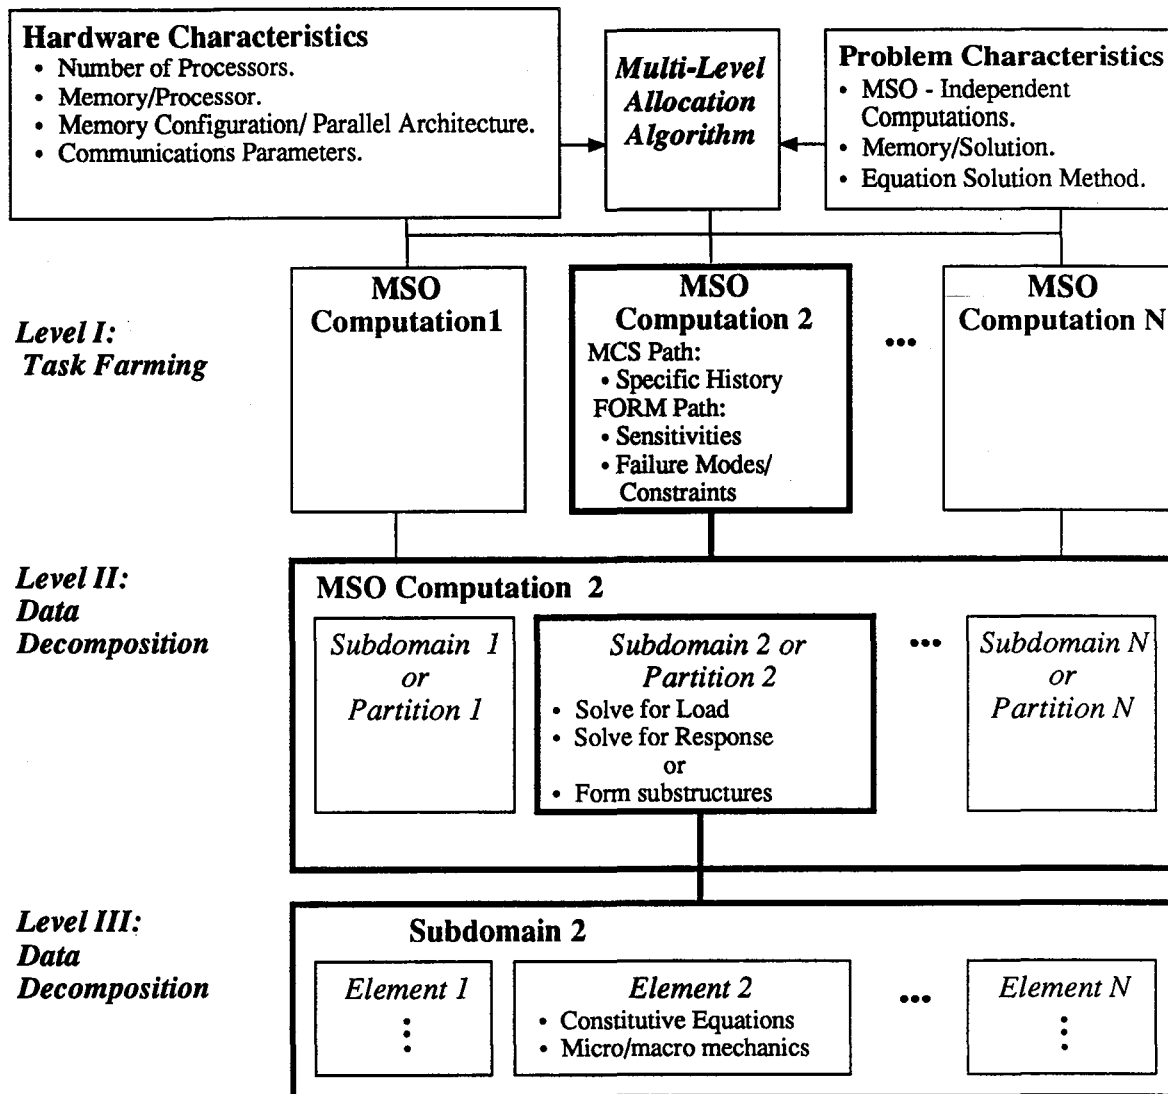 Hardware Characteristics
• Number of Processors.
• Memory/Processor.
• Memory Configuration/ Parallel Architecture.
• Communications Parameters.
Multi-Level
Allocation
Algorithm
Problem Characteristics
• MSO - Independent
Computations.
• Memory/Solution.
• Equation Solution Method.
Level I:
Task Farming
MSO
Computation1
MSO
Computation 2
MCS Path:
• Specific History
FORM Path:
• Sensitivities
• Failure Modes/
Constraints
•••
MSO
Computation N
Level II:
Data
Decomposition
MSO Computation 2
Subdomain 1
or
Partition 1
Subdomain 2 or
Partition 2
• Solve for Load
• Solve for Response
or
• Form substructures
•••
Subdomain N
or
Partition N
Level III:
Data
Decomposition
Subdomain 2
Element 1
⋮
Element 2
• Constitutive Equations
• Micro/macro mechanics
•••
Element N
⋮